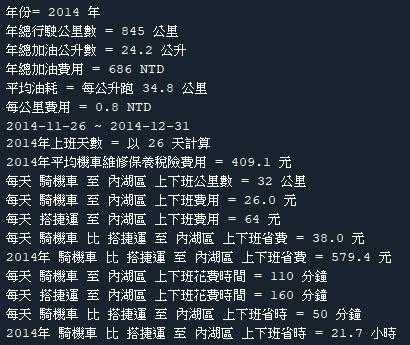 年份= 2014 年
年總行駛公里數 = 845 公里
年總加油公升數 = 24.2 公升
年總加油費用 = 686 NTD
平均油耗 = 每公升跑 34.8 公里
每公里費用 = 0.8 NTD
2014-11-26 ~ 2014-12-31
2014年上班天數 = 以 26 天計算
2014年平均機車維修保養稅險費用 = 409.1 元
每天 騎機車 至 內湖區 上下班公里數 = 32 公里
每天 騎機車 至 內湖區 上下班費用 = 26.0 元
每天 搭捷運 至 內湖區 上下班費用 = 64 元
每天 騎機車 比 搭捷運 至 內湖區 上下班省費 = 38.0 元
2014年 騎機車 比 搭捷運 至 內湖區 上下班省費 = 579.4 元
每天 騎機車 至 內湖區 上下班花費時間 = 110 分鐘
每天 搭捷運 至 內湖區 上下班花費時間 = 160 分鐘
每天 騎機車 比 搭捷運 至 內湖區 上下班省時 = 50 分鐘
2014年 騎機車 比 搭捷運 至 內湖區 上下班省時 = 21.7 小時